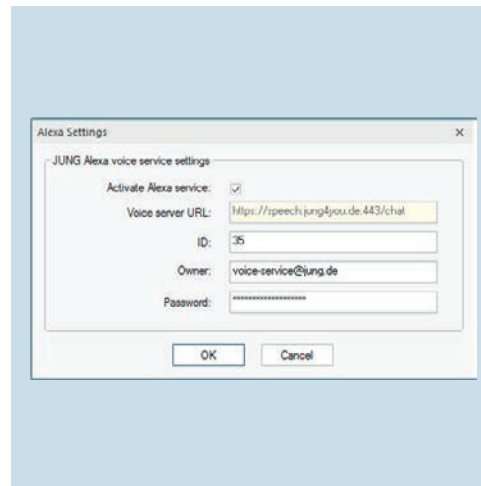 Alexa Settings
JUNG Alexa voice service settings
Activate Alexa service:
Voice server URL: https://speech.jung4you.de:443/chat
ID: 35
Owner: voice-service@jung.de
Password: *******************
OK Cancel